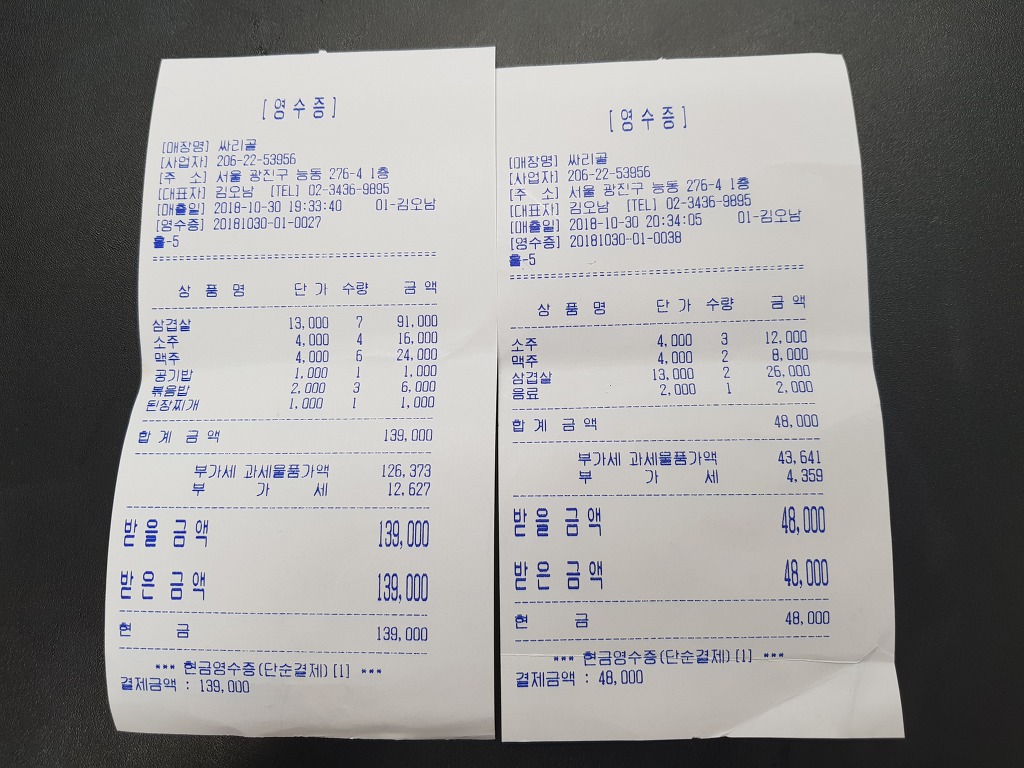 [영수증]
[매장명] 싸리골
[사업자] 206-22-53956
[주 소] 서울 광진구 능동 276-4 1층
[대표자] 김오남 [TEL] 02-3436-9895
[매출일] 2018-10-30 19:33:40 01-김오남
[영수증] 20181030-01-0027
홀-5
상 품 명 단 가 수량 금 액
삼겹살 13,000 7 91,000
소주 4,000 4 16,000
맥주 4,000 6 24,000
공기밥 1,000 1 1,000
볶음밥 2,000 3 6,000
된장찌개 1,000 1 1,000
합 계 금 액 139,000
부가세 과세물품가액 126,373
부 가 세 12,627
받을 금액 139,000
받은 금액 139,000
현 금 139,000
*** 현금영수증(단순결제) [1] ***
결제금액 : 139,000
[영수증]
[매장명] 싸리골
[사업자] 206-22-53956
[주 소] 서울 광진구 능동 276-4 1층
[대표자] 김오남 [TEL] 02-3436-9895
[매출일] 2018-10-30 20:34:05 01-김오남
[영수증] 20181030-01-0038
홀-5
상 품 명 단 가 수량 금 액
소주 4,000 3 12,000
맥주 4,000 2 8,000
삼겹살 13,000 2 26,000
음료 2,000 1 2,000
합 계 금 액 48,000
부가세 과세물품가액 43,641
부 가 세 4,359
받을 금액 48,000
받은 금액 48,000
현 금 48,000
*** 현금영수증(단순결제) [1] ***
결제금액 : 48,000